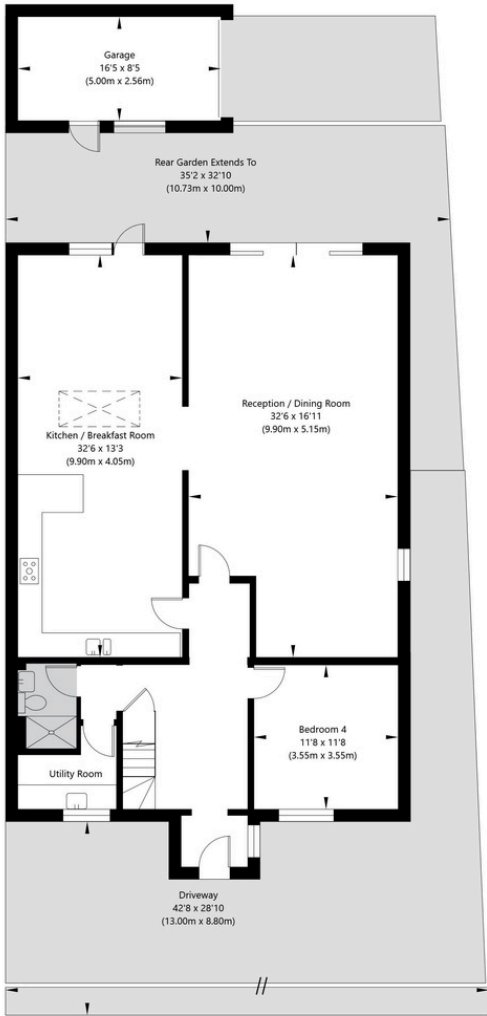 Garage
16'5 x 8'5
(5.00m x 2.56m)
Rear Garden Extends To
35'2 x 32'10
(10.73m x 10.00m)
Reception / Dining Room
32'6 x 16'11
(9.90m x 5.15m)
Kitchen / Breakfast Room
32'6 x 13'3
(9.90m x 4.05m)
Bedroom 4
11'8 x 11'8
(3.55m x 3.55m)
Utility Room
Driveway
42'8 x 28'10
(13.00m x 8.80m)